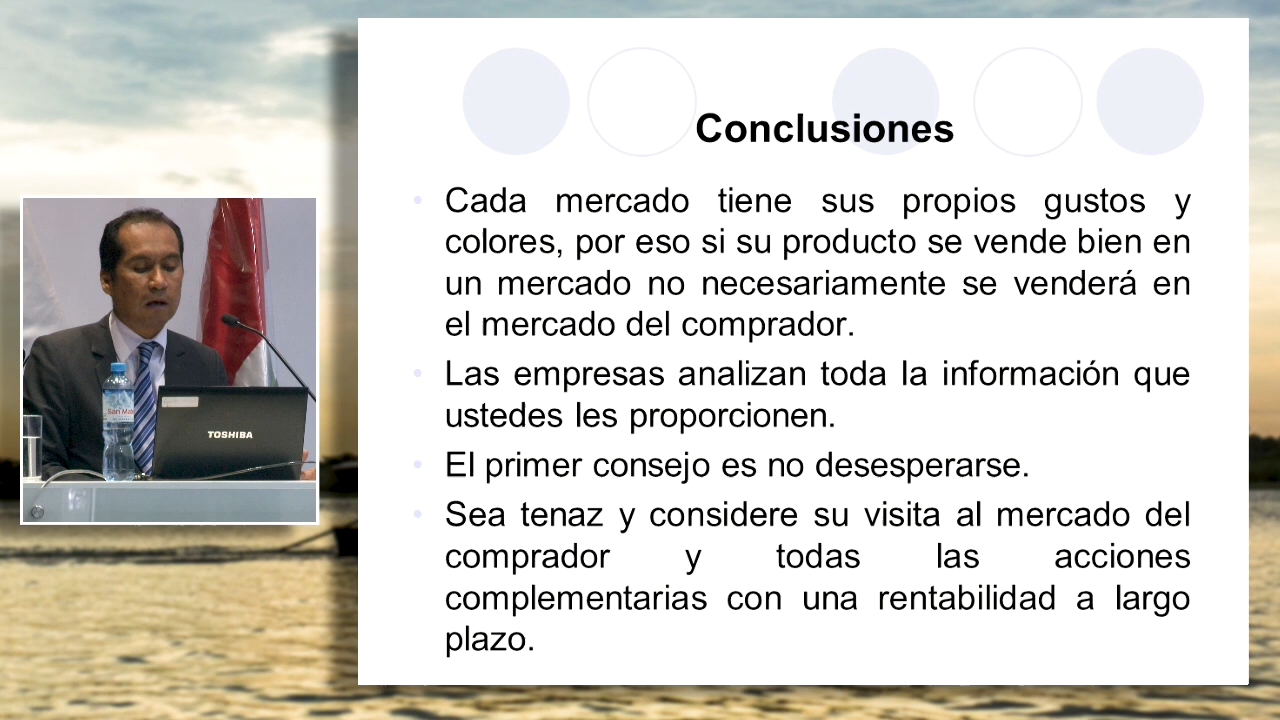 Conclusiones
Cada mercado tiene sus propios gustos y
colores, por eso si su producto se vende bien en
un mercado no necesariamente se venderá en
el mercado del comprador.
Las empresas analizan toda la información que
ustedes les proporcionen.
El primer consejo es no desesperarse.
Sea tenaz y considere su visita al mercado del
comprador y todas las acciones
complementarias con una rentabilidad a largo
plazo.
San Mateo
TOSHIBA